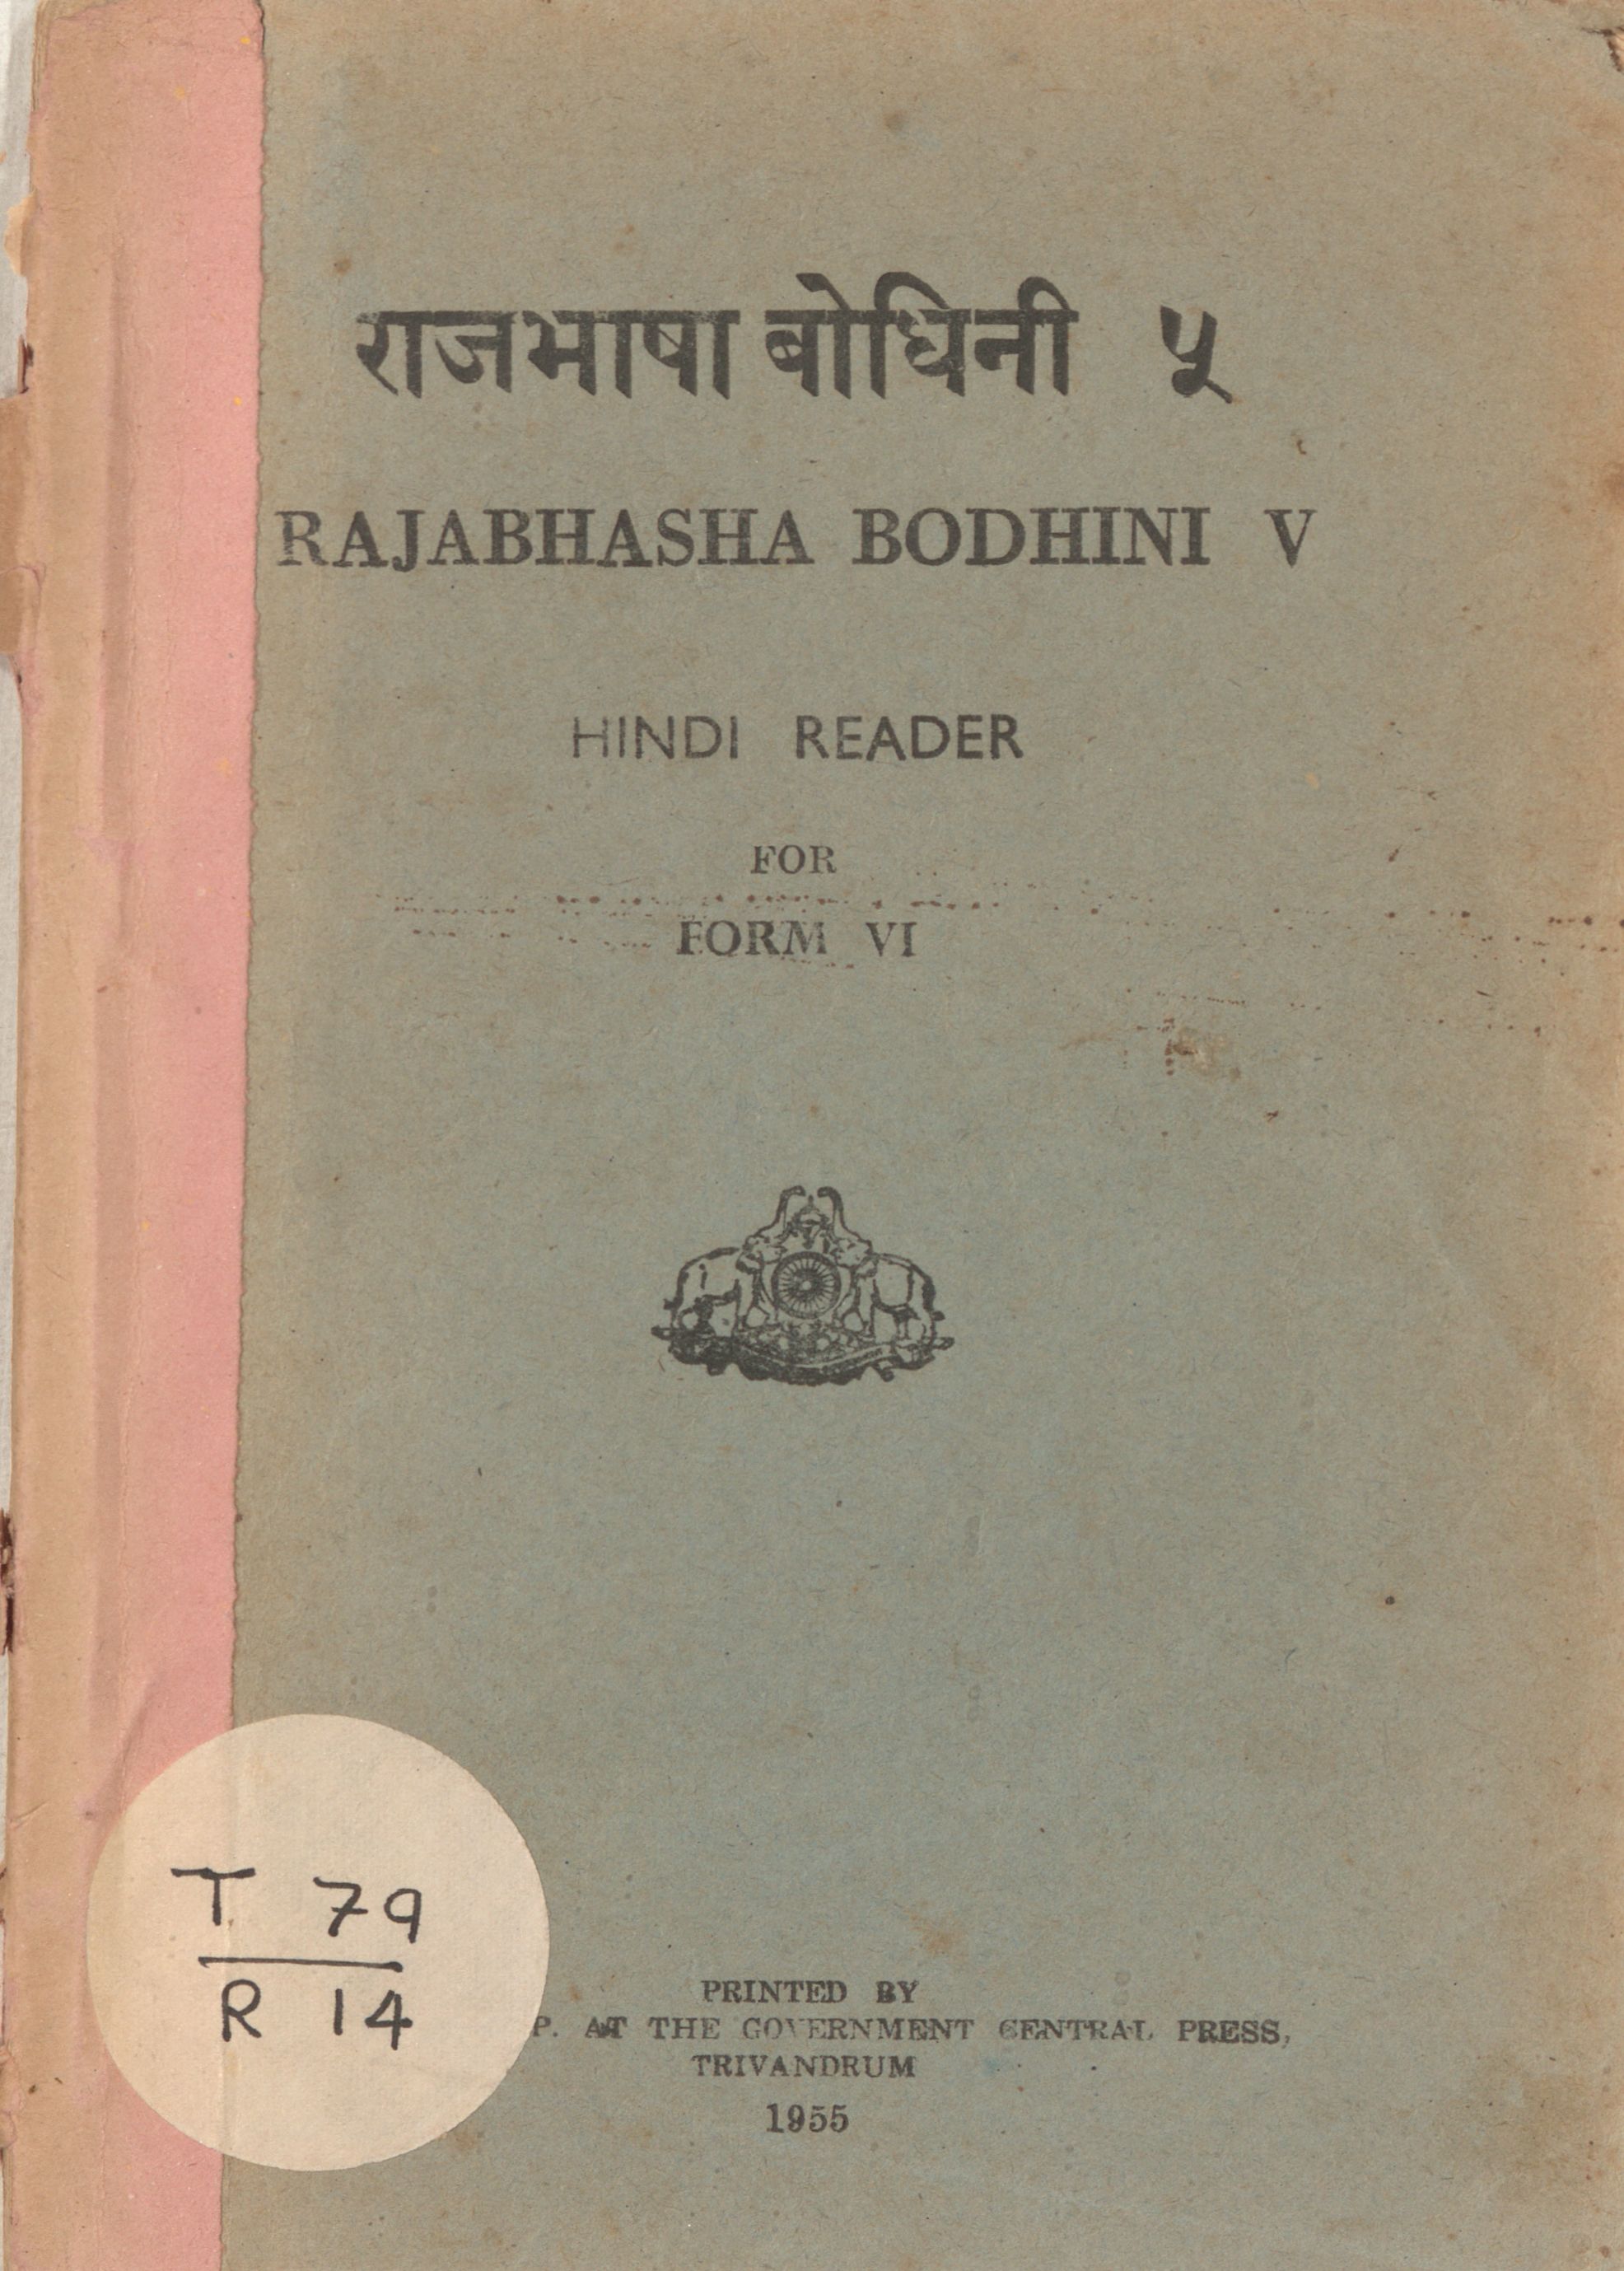 राजभाषा बोधिनी ५
RAJABHASHA BODHINI V
HINDI READER
FOR
FORM VI
T 79
R 14
PRINTED BY
P. AT THE GOVERNMENT CENTRAL PRESS,
TRIVANDRUM
1955